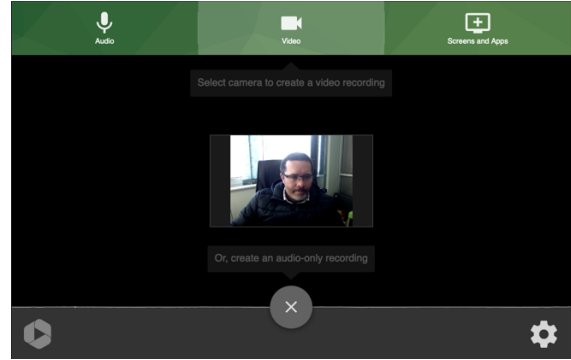 Audio
Video
Screens and Apps
Select camera to create a video recording
Or, create an audio-only recording